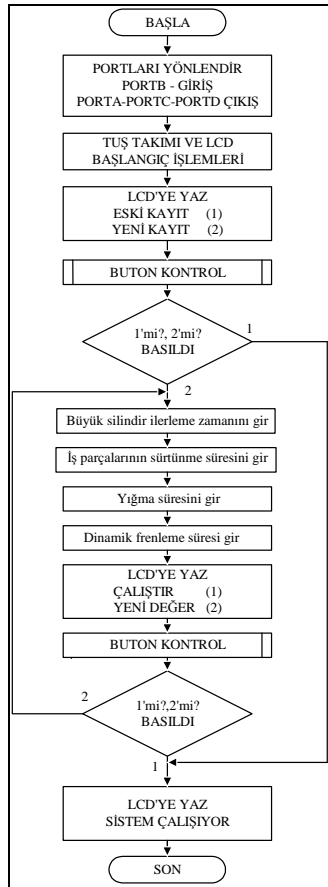 BAŞLA
PORTLARI YÖNLENDİR
PORTB - GİRİŞ
PORTA-PORTC-PORTD ÇIKIŞ
TUŞ TAKIMI VE LCD
BAŞLANGIÇ İŞLEMLERİ
LCD'YE YAZ
ESKİ KAYIT (1)
YENİ KAYIT (2)
BUTON KONTROL
1'mi?, 2'mi?
BASILDI
1
2
Büyük silindir ilerleme zamanını gir
İş parçalarının sürtünme süresini gir
Yığma süresini gir
Dinamik frenleme süresi gir
LCD'YE YAZ
ÇALIŞTIR (1)
YENİ DEĞER (2)
BUTON KONTROL
2
1'mi?,2'mi?
BASILDI
1
LCD'YE YAZ
SİSTEM ÇALIŞIYOR
SON